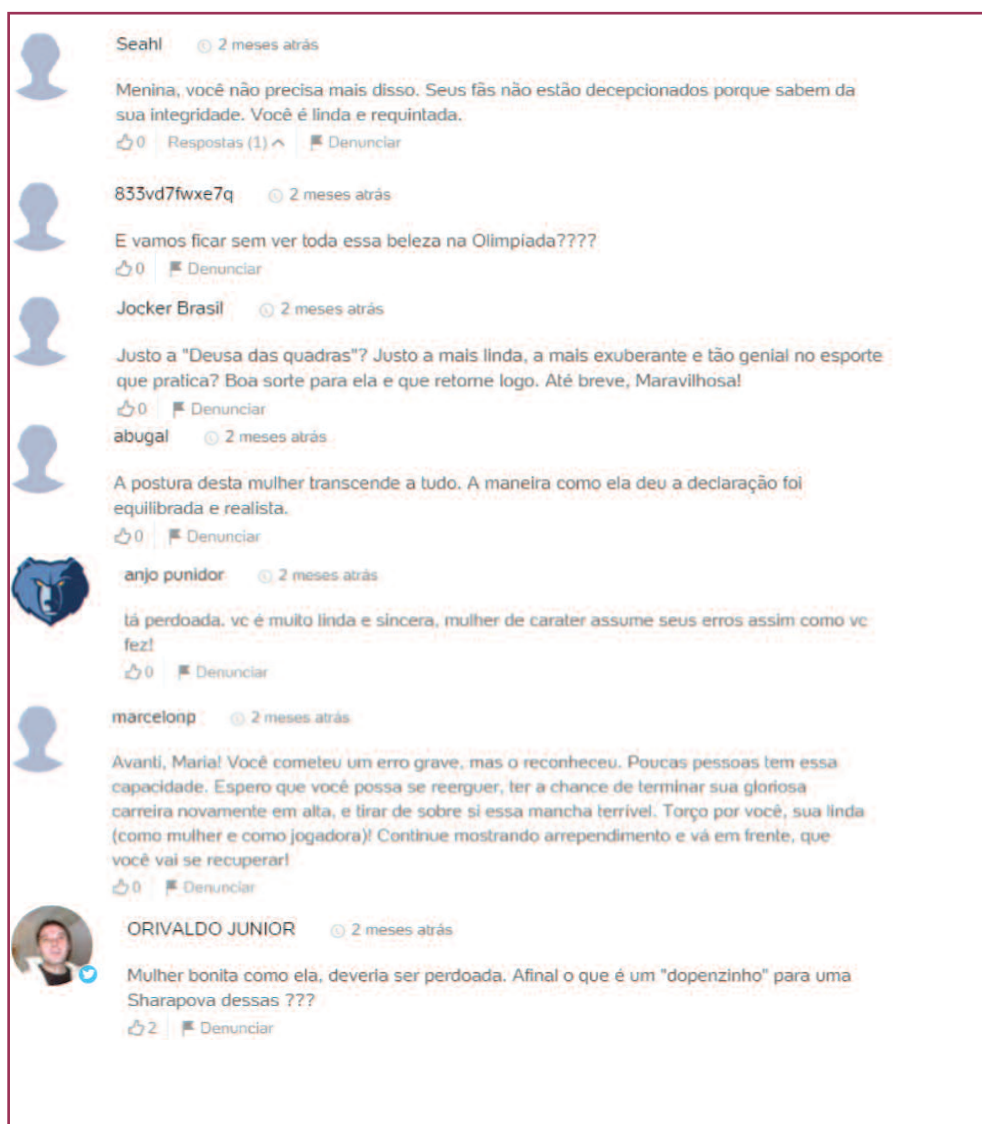 Seahl 2 meses atrás
Menina, você não precisa mais disso. Seus fãs não estão decepcionados porque sabem da
sua integridade. Você é linda e requintada.
0 Respostas (1) Denunciar
833vd7fwxe7q 2 meses atrás
E vamos ficar sem ver toda essa beleza na Olimpíada????
0 Denunciar
Jocker Brasil 2 meses atrás
Justo a "Deusa das quadras"? Justo a mais linda, a mais exuberante e tão genial no esporte
que pratica? Boa sorte para ela e que retorne logo. Até breve, Maravilhosa!
0 Denunciar
abugal 2 meses atrás
A postura desta mulher transcende a tudo. A maneira como ela deu a declaração foi
equilibrada e realista.
0 Denunciar
anjo punidor 2 meses atrás
tá perdoada, vc é muito linda e sincera, mulher de carater assume seus erros assim como vc
fez!
0 Denunciar
marcelonp 2 meses atrás
Avanti, Maria! Você cometeu um erro grave, mas o reconheceu. Poucas pessoas tem essa
capacidade. Espero que você possa se reerguer, ter a chance de terminar sua gloriosa
carreira novamente em alta, e tirar de sobre si essa mancha terrível. Torço por você, sua linda
(como mulher e como jogadora)! Continue mostrando arrependimento e vá em frente, que
você vai se recuperar!
0 Denunciar
ORIVALDO JUNIOR 2 meses atrás
Mulher bonita como ela, deveria ser perdoada. Afinal o que é um "dopenzinho" para uma
Sharapova dessas ???
2 Denunciar